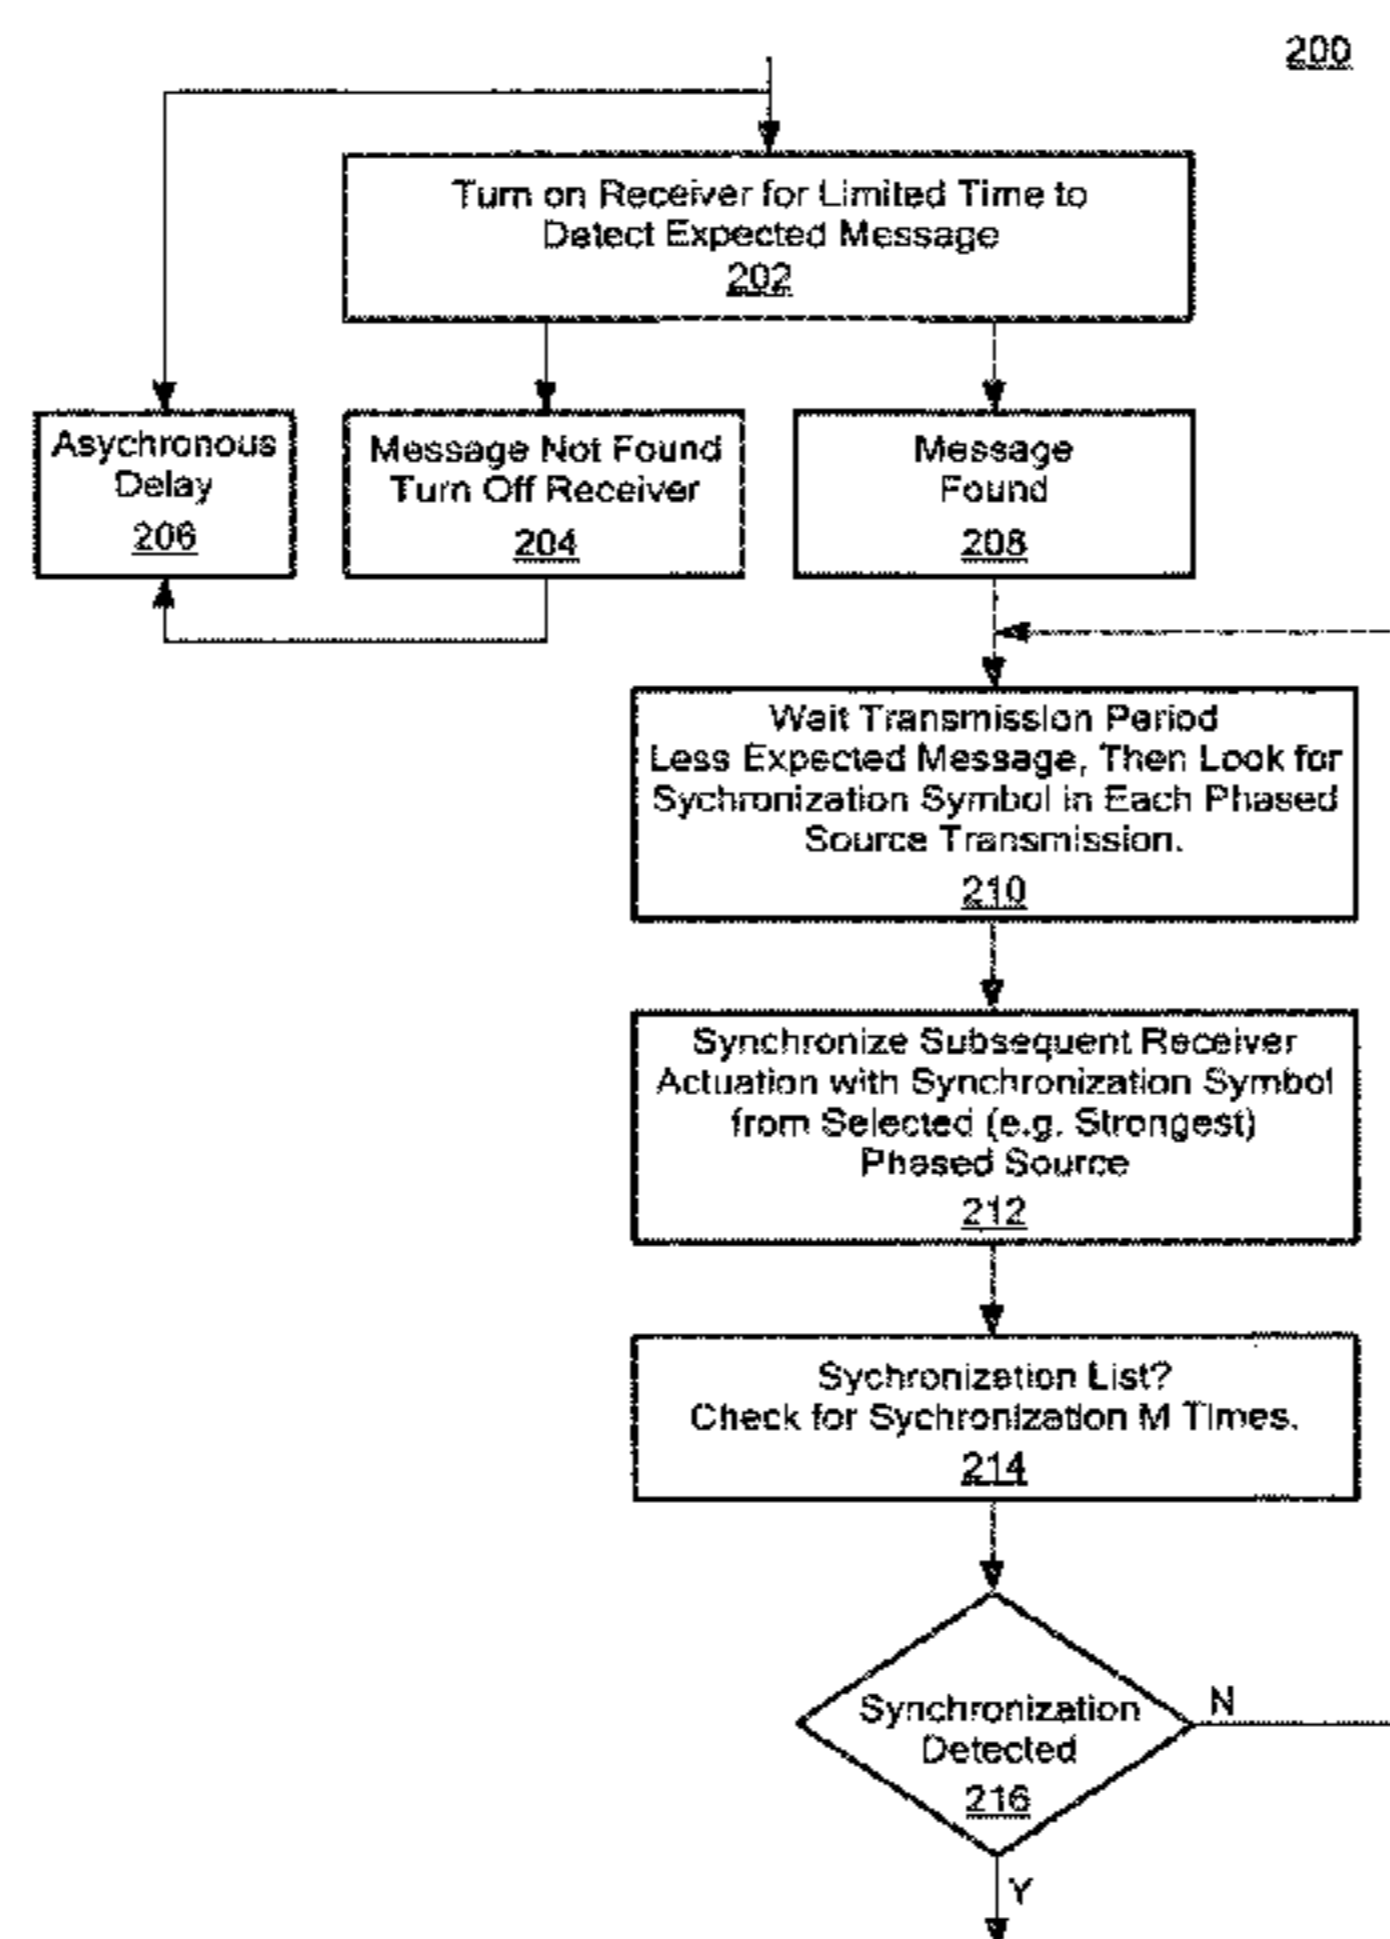 200
Turn on Receiver for Limited Time to
Detect Expected Message
202
Asychronous
Delay
206
Message Not Found
Turn Off Receiver
204
Message
Found
208
Wait Transmission Period
Less Expected Message, Then Look for
Sychronization Symbol in Each Phased
Source Transmission.
210
Synchronize Subsequent Receiver
Actuation with Synchronization Symbol
from Selected (e.g. Strongest)
Phased Source
212
Sychronization List?
Check for Sychronization M Times.
214
Synchronization
Detected
216
N
Y